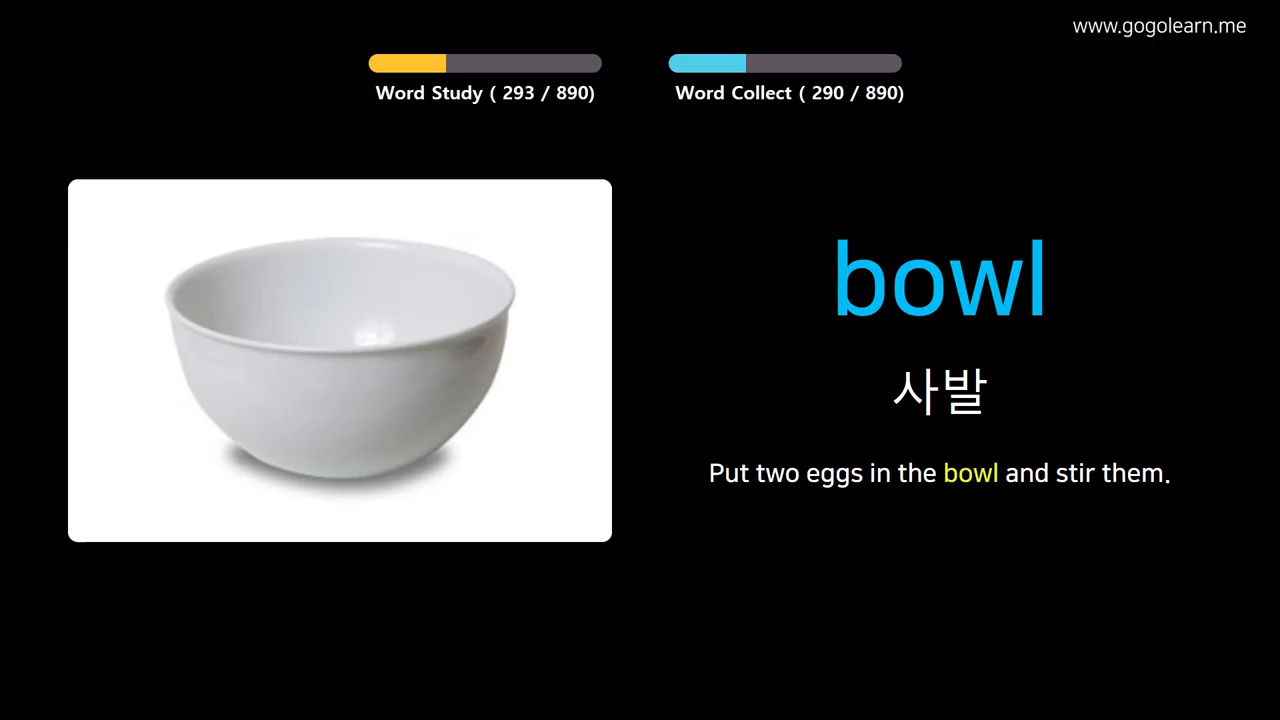 www.gogolearn.me
Word Study ( 293 / 890)
Word Collect ( 290 / 890)
bowl
사발
Put two eggs in the bowl and stir them.